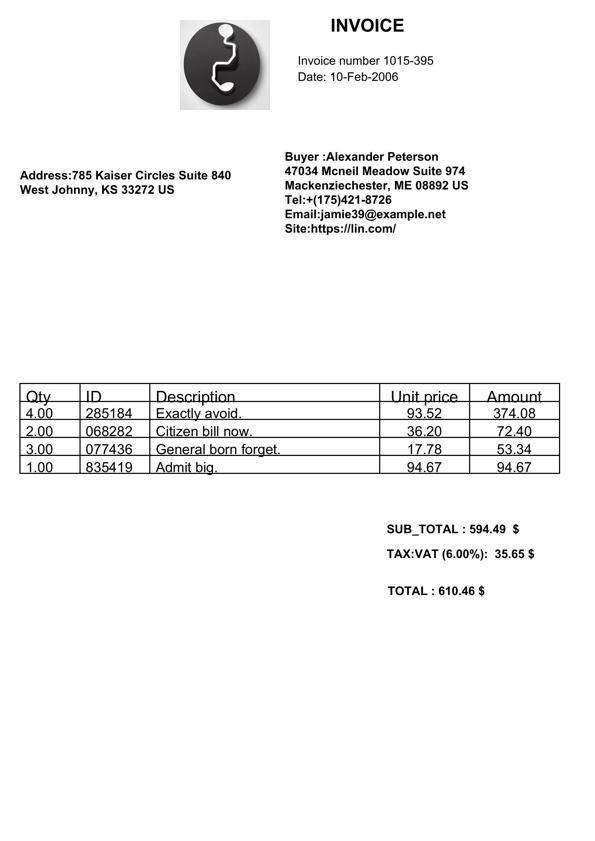 INVOICE
Invoice number 1015-395
Date: 10-Feb-2006
Address:785 Kaiser Circles Suite 840
West Johnny, KS 33272 US
Buyer :Alexander Peterson
47034 Mcneil Meadow Suite 974
Mackenziechester, ME 08892 US
Tel:+(175)421-8726
Email:jamie39@example.net
Site:https://lin.com/
Qty ID Description Unit price Amount
4.00 285184 Exactly avoid. 93.52 374.08
2.00 068282 Citizen bill now. 36.20 72.40
3.00 077436 General born forget. 17.78 53.34
1.00 835419 Admit big. 94.67 94.67
SUB_TOTAL : 594.49 $
TAX:VAT (6.00%): 35.65 $
TOTAL : 610.46 $